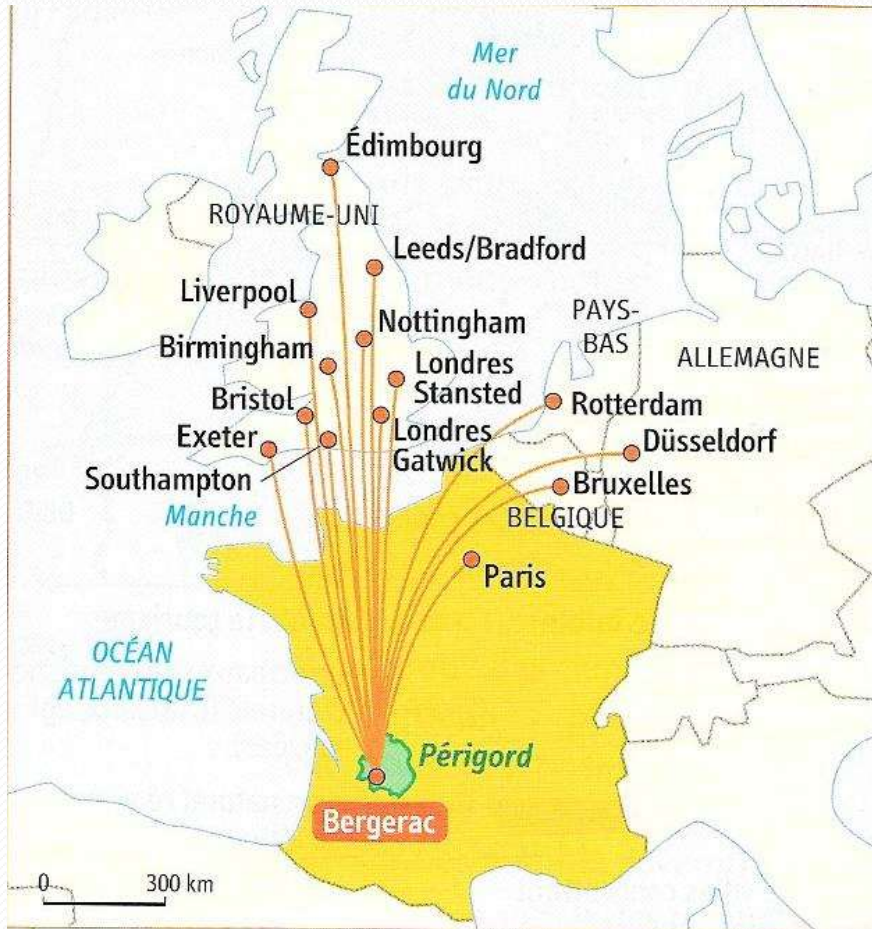 Mer
du Nord
Édimbourg
ROYAUME-UNI
Leeds/Bradford
Liverpool
Nottingham
PAYS-
BAS
Birmingham
Londres
Stansted
ALLEMAGNE
Bristol
Rotterdam
Exeter
Londres
Gatwick
Düsseldorf
Southampton
Bruxelles
Manche
BELGIQUE
Paris
OCÉAN
ATLANTIQUE
Périgord
Bergerac
0 300 km